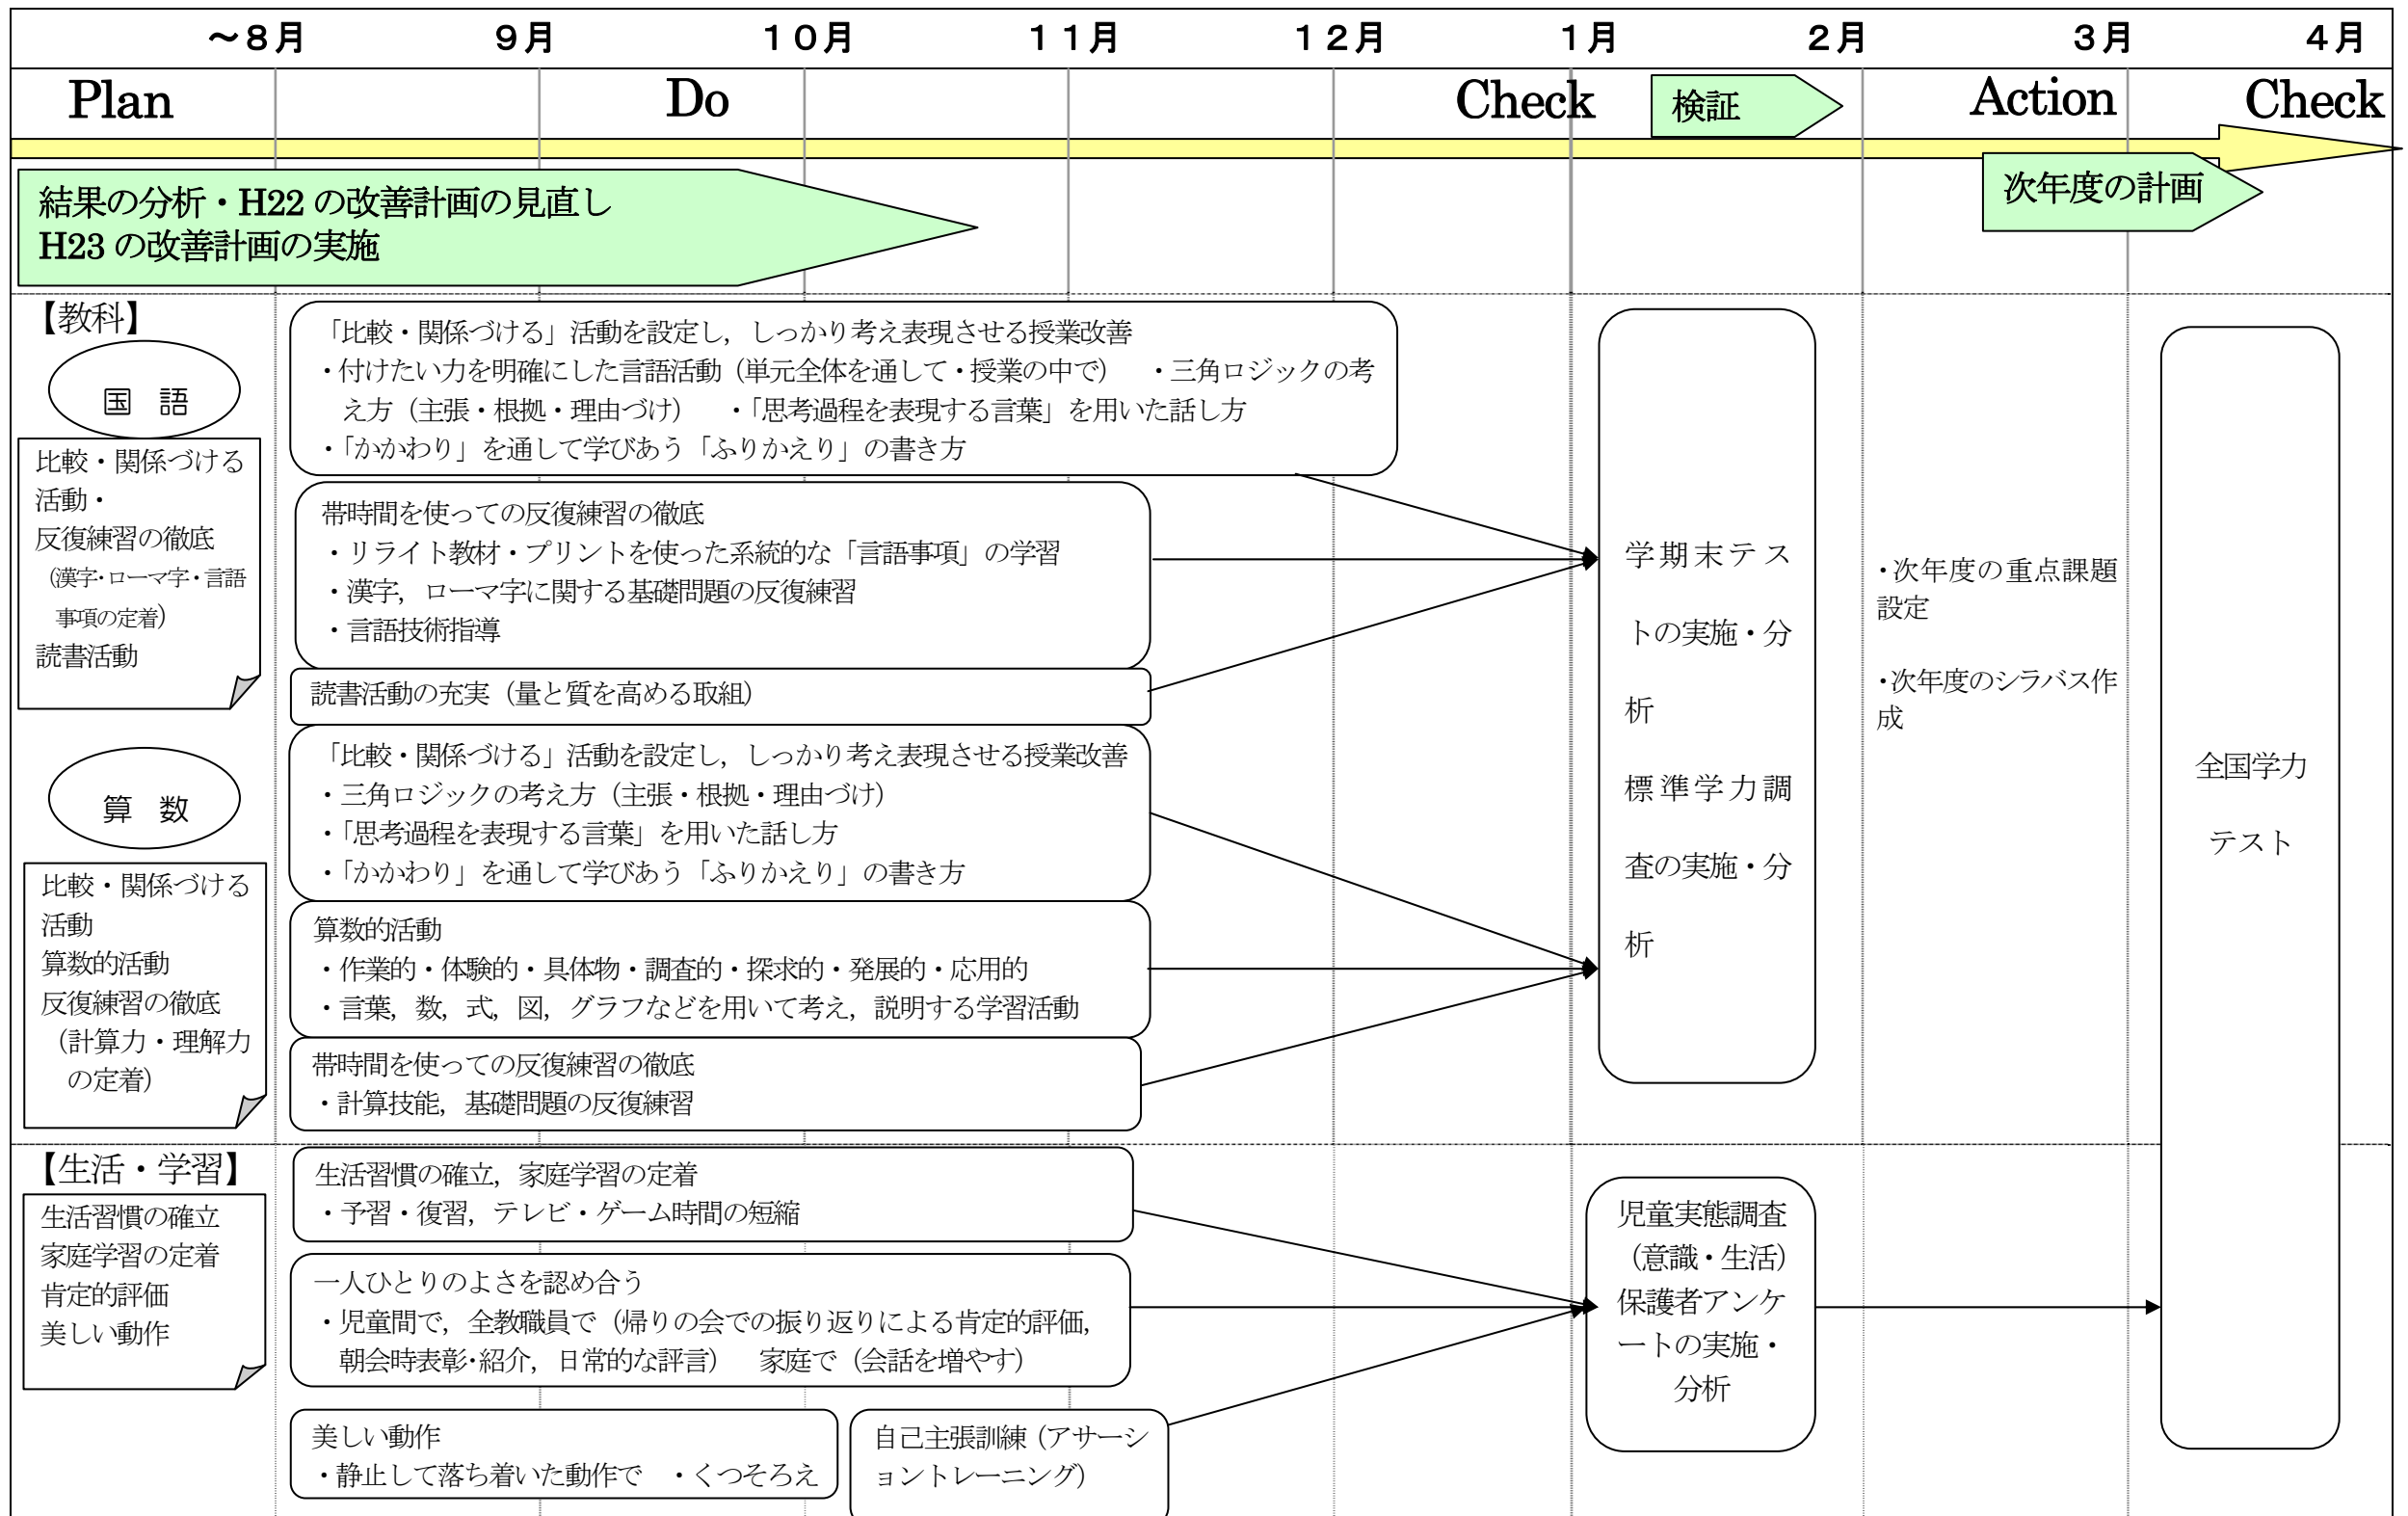 ～８月　９月　１０月　１１月　１２月　１月　２月　３月　４月
Plan　Do　Check　検証　Action　Check
結果の分析・H22 の改善計画の見直し
H23 の改善計画の実施
次年度の計画
【教科】
国　語
比較・関係づける
活動・
反復練習の徹底
（漢字・ローマ字・言語
事項の定着）
読書活動
「比較・関係づける」活動を設定し，しっかり考え表現させる授業改善
・付けたい力を明確にした言語活動（単元全体を通して・授業の中で）　・三角ロジックの考
え方（主張・根拠・理由づけ）　・「思考過程を表現する言葉」を用いた話し方
・「かかわり」を通して学びあう「ふりかえり」の書き方
帯時間を使っての反復練習の徹底
・リライト教材・プリントを使った系統的な「言語事項」の学習
・漢字，ローマ字に関する基礎問題の反復練習
・言語技術指導
読書活動の充実（量と質を高める取組）
算　数
比較・関係づける
活動
算数的活動
反復練習の徹底
（計算力・理解力
の定着）
「比較・関係づける」活動を設定し，しっかり考え表現させる授業改善
・三角ロジックの考え方（主張・根拠・理由づけ）
・「思考過程を表現する言葉」を用いた話し方
・「かかわり」を通して学びあう「ふりかえり」の書き方
算数的活動
・作業的・体験的・具体物・調査的・探求的・発展的・応用的
・言葉，数，式，図，グラフなどを用いて考え，説明する学習活動
帯時間を使っての反復練習の徹底
・計算技能，基礎問題の反復練習
学期末テス
トの実施・分
析
標準学力調
査の実施・分
析
・次年度の重点課題
設定
・次年度のシラバス作
成
全国学力
テスト
【生活・学習】
生活習慣の確立
家庭学習の定着
肯定的評価
美しい動作
生活習慣の確立，家庭学習の定着
・予習・復習，テレビ・ゲーム時間の短縮
一人ひとりのよさを認め合う
・児童間で，全教職員で（帰りの会での振り返りによる肯定的評価，
朝会時表彰・紹介，日常的な評言）　家庭で（会話を増やす）
美しい動作
・静止して落ち着いた動作で　・くつそろえ
自己主張訓練（アサーシ
ョントレーニング）
児童実態調査
（意識・生活）
保護者アンケ
ートの実施・
分析